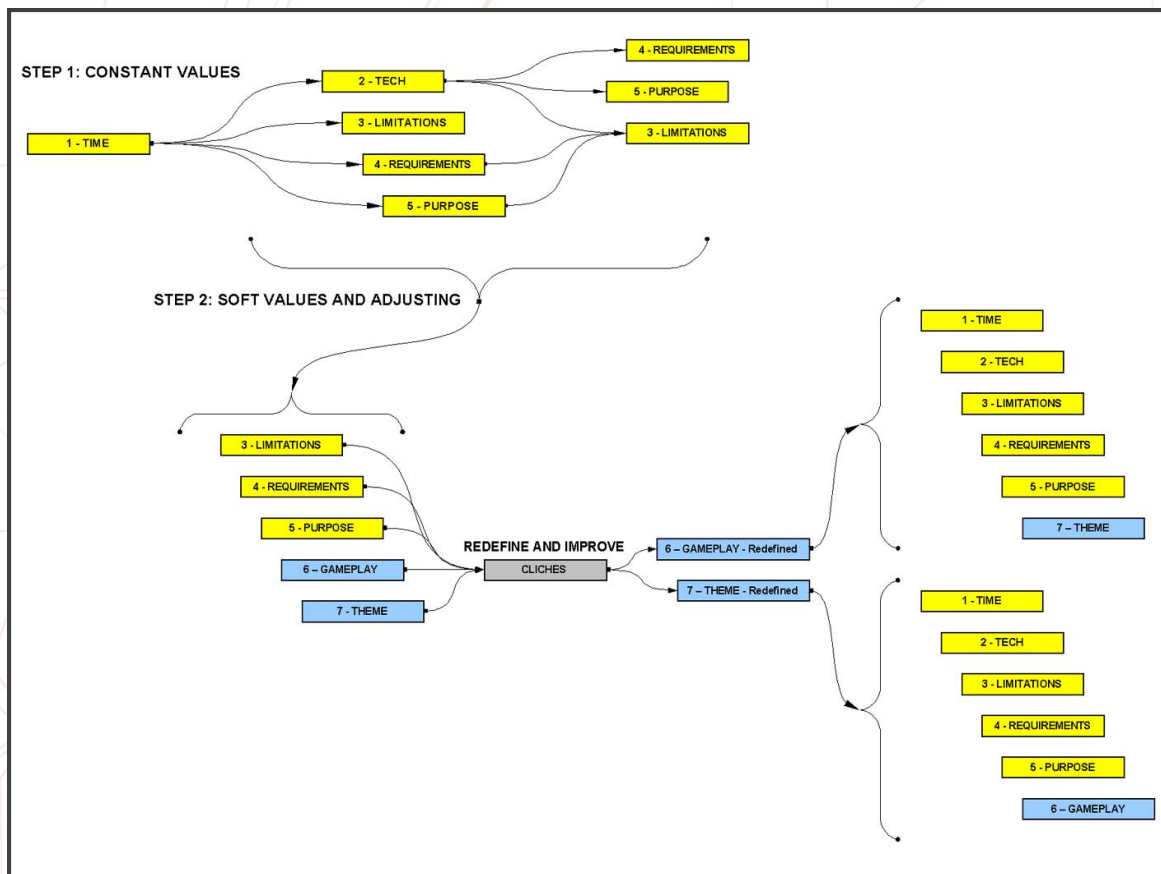 STEP 1: CONSTANT VALUES
1 - TIME
2 - TECH
3 - LIMITATIONS
4 - REQUIREMENTS
5 - PURPOSE
4 - REQUIREMENTS
5 - PURPOSE
3 - LIMITATIONS
STEP 2: SOFT VALUES AND ADJUSTING
3 - LIMITATIONS
4 - REQUIREMENTS
5 - PURPOSE
6 – GAMEPLAY
7 - THEME
REDEFINE AND IMPROVE
CLICHES
6 – GAMEPLAY - Redefined
7 – THEME - Redefined
1 - TIME
2 - TECH
3 - LIMITATIONS
4 - REQUIREMENTS
5 - PURPOSE
7 – THEME
1 - TIME
2 - TECH
3 - LIMITATIONS
4 - REQUIREMENTS
5 - PURPOSE
6 – GAMEPLAY